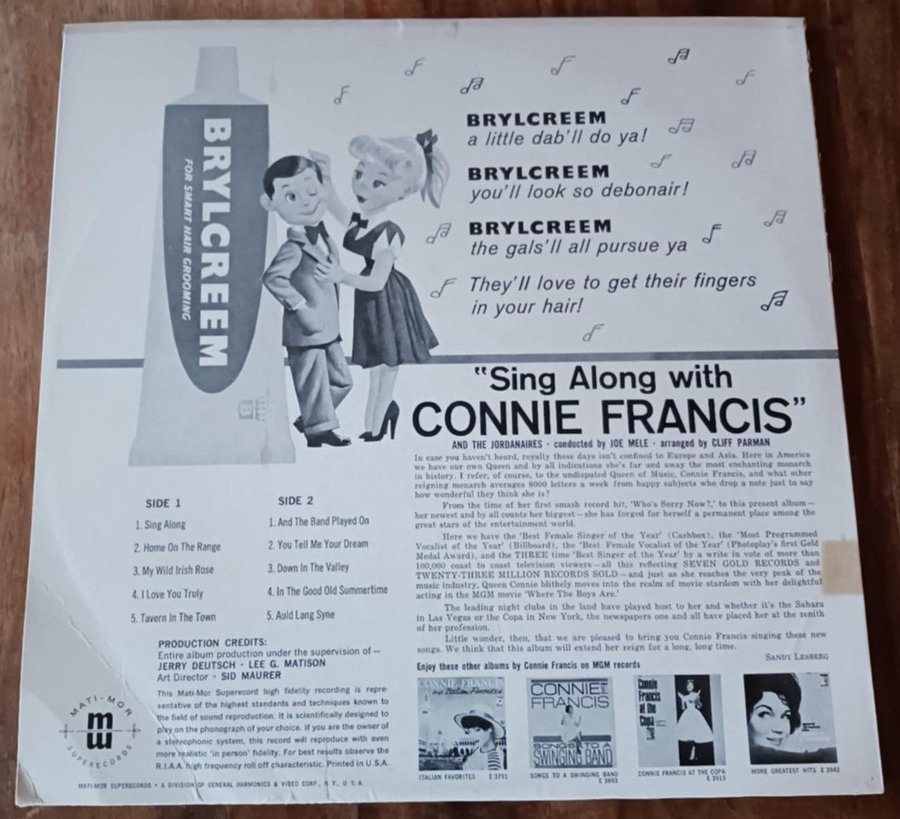 BRYLCREEM
FOR SMART HAIR GROOMING
BRYLCREEM
a little dab'll do ya!
BRYLCREEM
you'll look so debonair!
BRYLCREEM
the gals'll all pursue ya
They'll love to get their fingers
in your hair!
"Sing Along with
CONNIE FRANCIS"
AND THE JORDANAIRES · conducted by JOE MELE · arranged by CLIFF PARMAN
In case you haven't heard, royalty these days isn't confined to Europe and Asia. Here in America
we have our own Queen and by all indications she's far and away the most enchanting monarch
in history. I refer, of course, to the undisputed Queen of Music, Connie Francis, and what other
reigning monarch averages 8000 letters a week from happy subjects who drop a note just to say
how wonderful they think she is?
From the time of her first smash record hit, 'Who's Sorry Now?,' to this present album—
her newest and by all counts her biggest—she has forged for herself a permanent place among the
great stars of the entertainment world.
Here we have the 'Best Female Singer of the Year' (Cashbox), the 'Most Programmed
Vocalist of the Year' (Billboard), the 'Best Female Vocalist of the Year' (Photoplay's first Gold
Medal Award), and the THREE time 'Best Singer of the Year' by a write in vote of more than
100,000 coast to coast television viewers—all this reflecting SEVEN GOLD RECORDS and
TWENTY-THREE MILLION RECORDS SOLD—and just as she reaches the very peak of the
music industry, Queen Connie blithely moves into the realm of movie stardom with her delightful
acting in the MGM movie 'Where The Boys Are.'
The leading night clubs in the land have played host to her and whether it's the Sahara
in Las Vegas or the Copa in New York, the newspapers one and all have placed her at the zenith
of her profession.
Little wonder, then, that we are pleased to bring you Connie Francis singing these new
songs. We think that this album will extend her reign for a long, long time.
SANDY LESBERG
SIDE 1
1. Sing Along
2. Home On The Range
3. My Wild Irish Rose
4. I Love You Truly
5. Tavern In The Town
SIDE 2
1. And The Band Played On
2. You Tell Me Your Dream
3. Down In The Valley
4. In The Good Old Summertime
5. Auld Lang Syne
PRODUCTION CREDITS:
Entire album production under the supervision of—
JERRY DEUTSCH · LEE G. MATISON
Art Director · SID MAURER
This Mati-Mor Superecord high fidelity recording is repre-
sentative of the highest standards and techniques known to
the field of sound reproduction. It is scientifically designed to
play on the phonograph of your choice. If you are the owner of
a stereophonic system, this record will reproduce with even
more realistic 'in person' fidelity. For best results observe the
R.I.A.A. high frequency roll off characteristic. Printed in U.S.A.
MATI-MOR
mm
SUPERECORDS
Enjoy these other albums by Connie Francis on MGM records
CONNIE FRANCIS
sings Italian Favorites
CONNIE
FRANCIS
SONGS TO A
SWINGING BAND
Connie
Francis
at the
Copa
ITALIAN FAVORITES E 3791
SONGS TO A SWINGING BAND
E 3893
CONNIE FRANCIS AT THE COPA
E 3913
MORE GREATEST HITS E 3942
MATI-MOR SUPERECORDS • A DIVISION OF GENERAL HARMONICS & VIDEO CORP., N.Y., U.S.A.